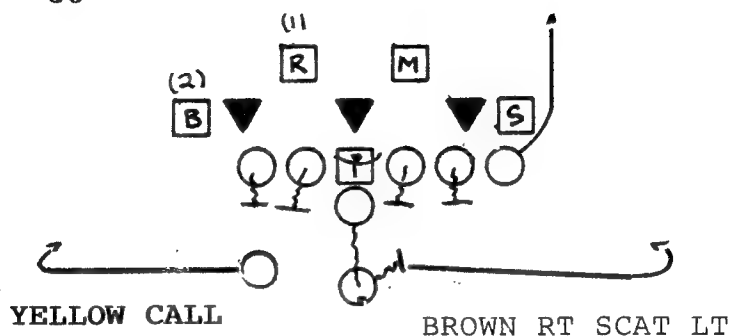 (1)
R M
(2)
B S
YELLOW CALL
BROWN RT SCAT LT